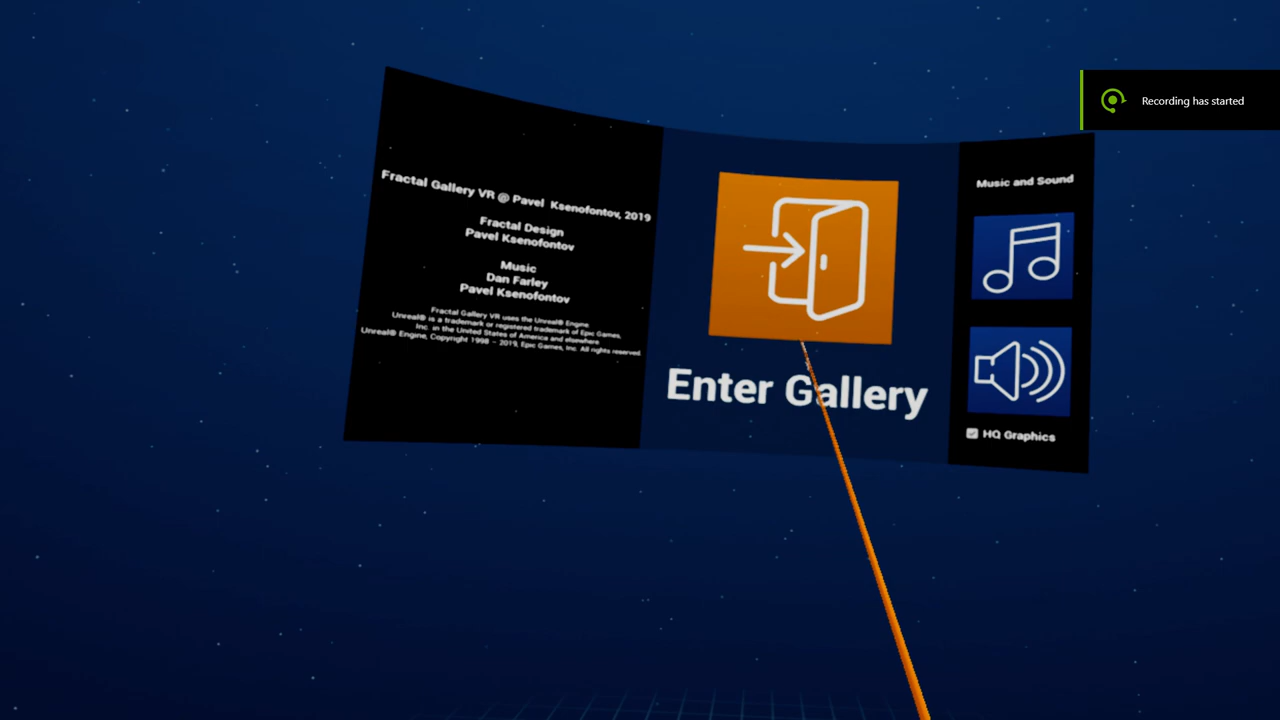 Recording has started
Fractal Gallery VR @ Pavel Ksenofontov, 2019
Fractal Design
Pavel Ksenofontov
Music
Dan Farley
Pavel Ksenofontov
Fractal Gallery VR uses the Unreal® Engine.
Unreal® is a trademark or registered trademark of Epic Games,
Inc. in the United States of America and elsewhere.
Unreal® Engine, Copyright 1998 – 2019, Epic Games, Inc. All rights reserved.
Enter Gallery
Music and Sound
HQ Graphics